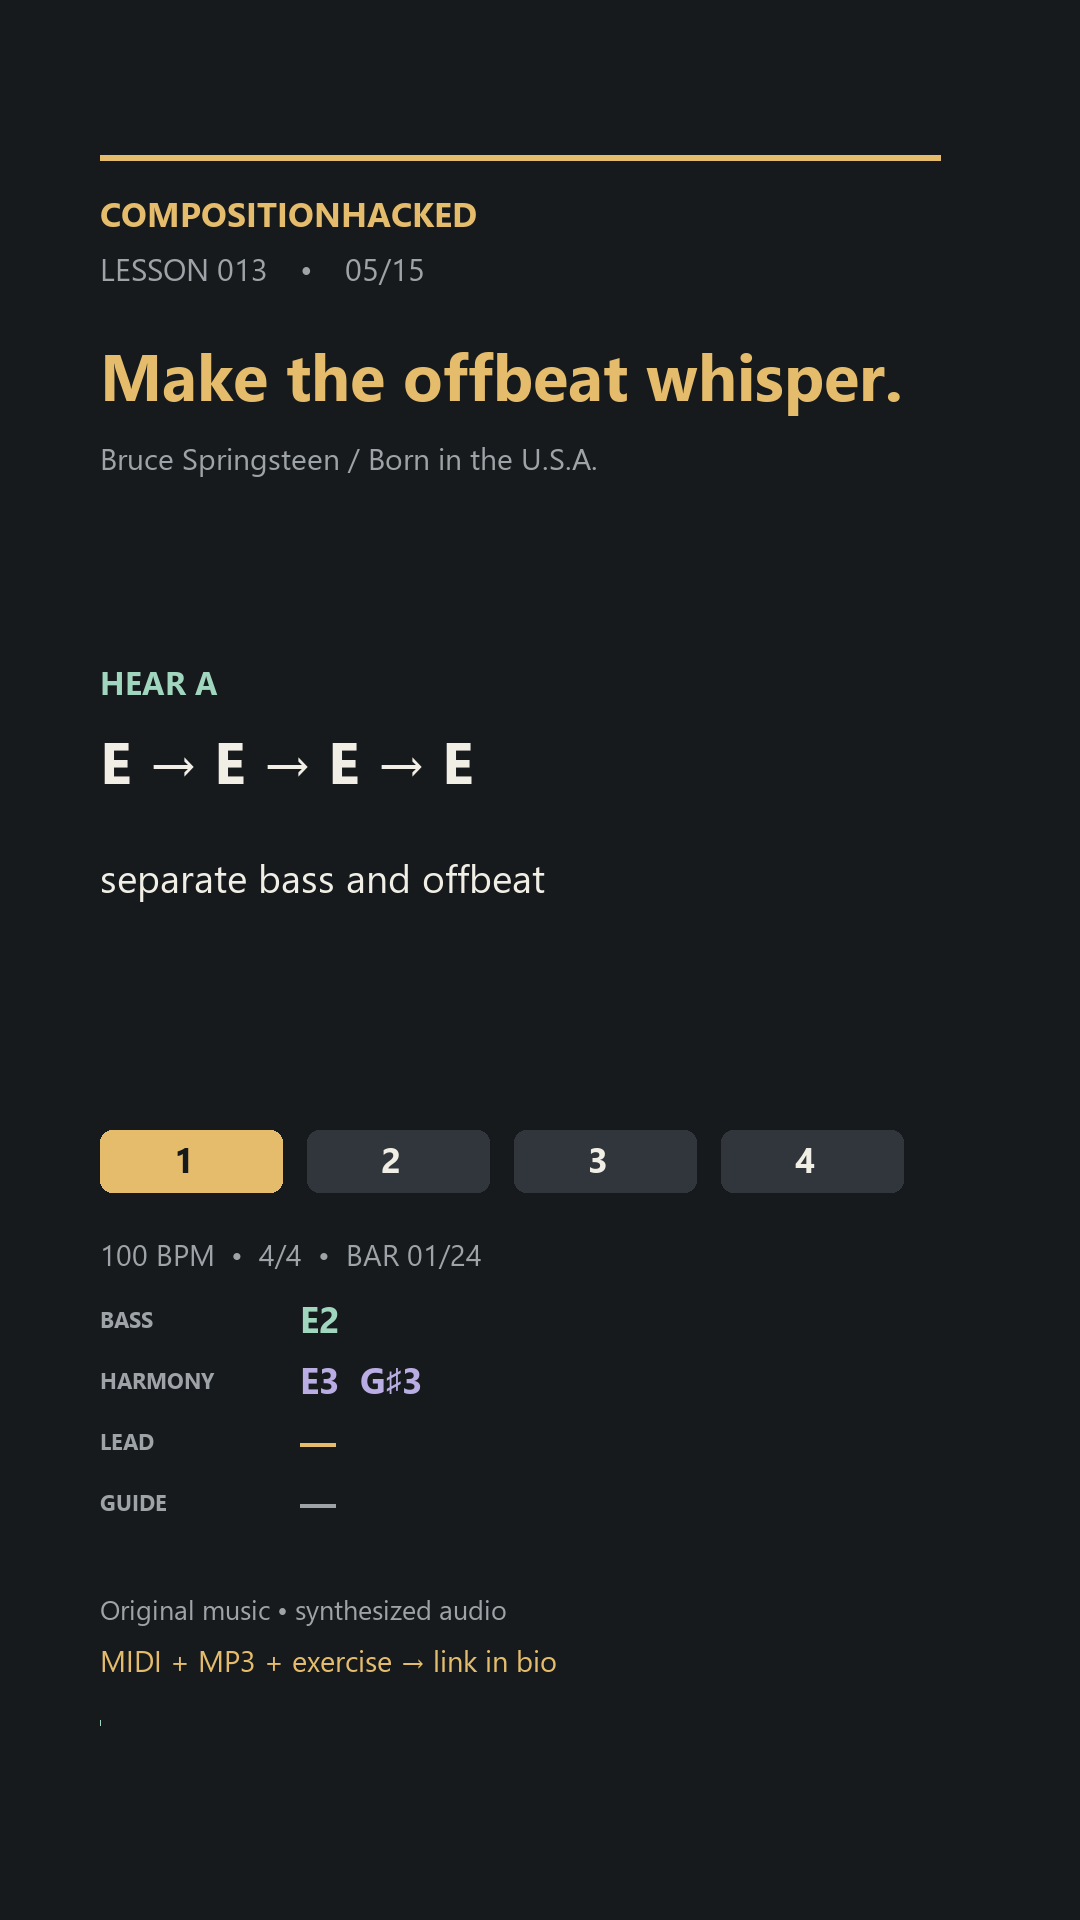 COMPOSITIONHACKED
LESSON 013 • 05/15
Make the offbeat whisper.
Bruce Springsteen / Born in the U.S.A.
HEAR A
E → E → E → E
separate bass and offbeat
1 2 3 4
100 BPM • 4/4 • BAR 01/24
BASS E2
HARMONY E3 G♯3
LEAD —
GUIDE —
Original music • synthesized audio
MIDI + MP3 + exercise → link in bio